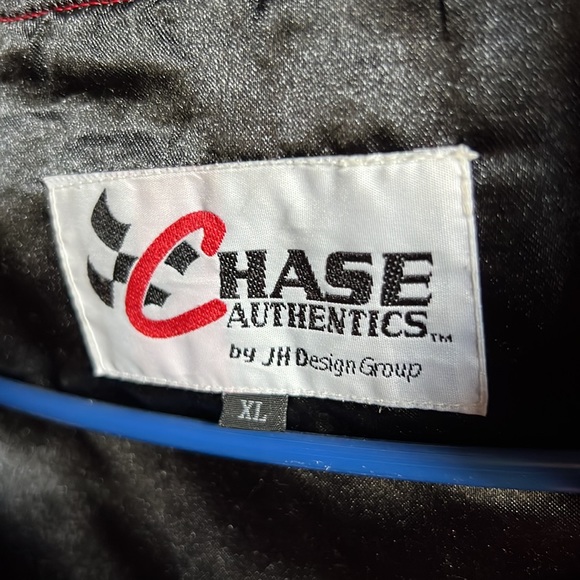 CHASE
AUTHENTICS™
by JH Design Group
XL